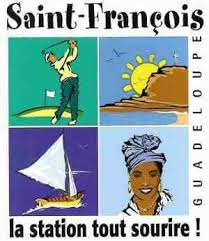 Saint-François
GUADELOUPE
la station tout sourire !